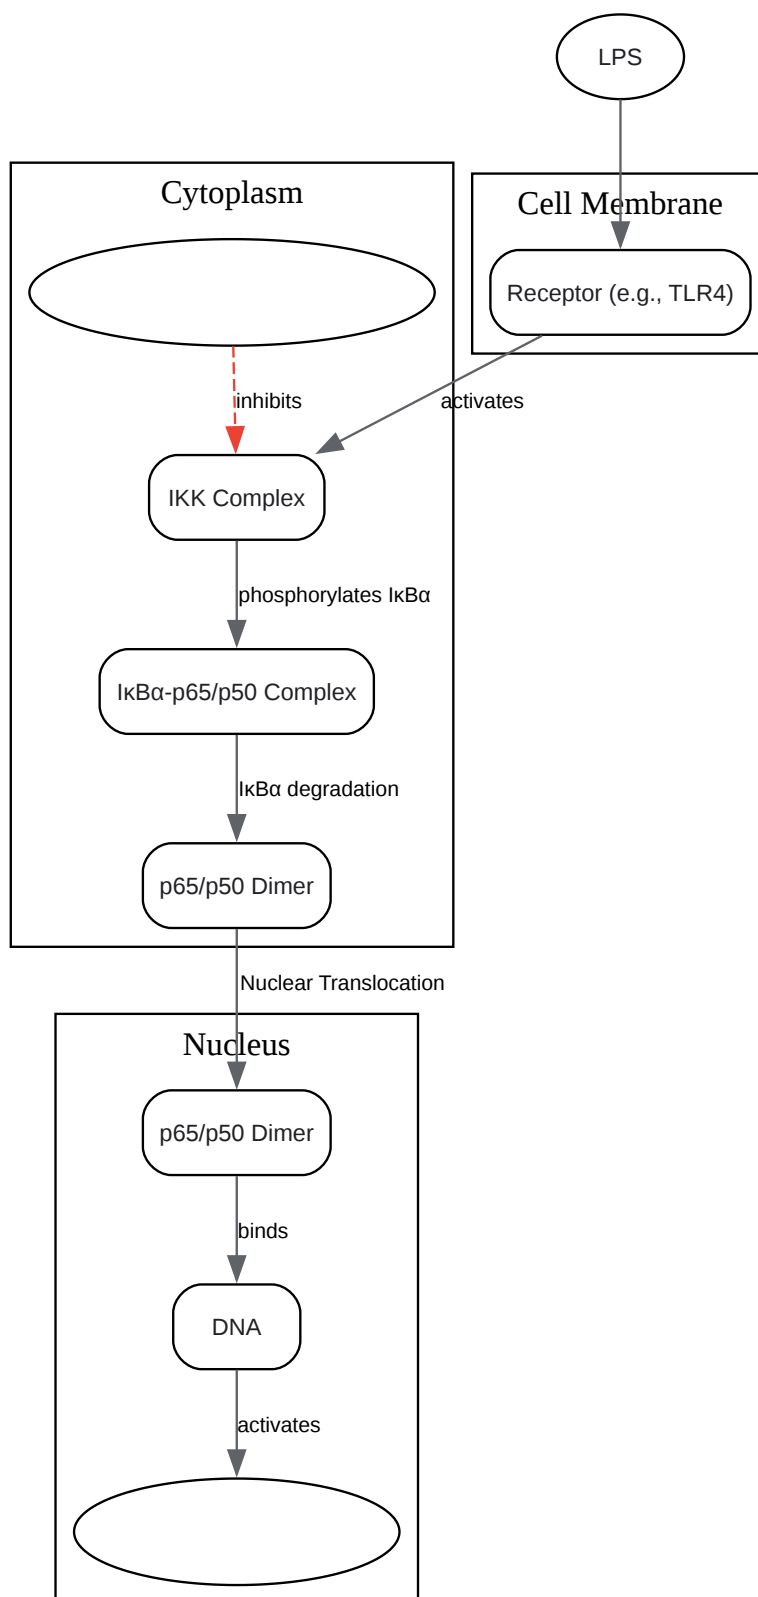 LPS
Cytoplasm
Cell Membrane
Receptor (e.g., TLR4)
inhibits
activates
IKK Complex
phosphorylates IκBα
IκBα-p65/p50 Complex
IκBα degradation
p65/p50 Dimer
Nuclear Translocation
Nucleus
p65/p50 Dimer
binds
DNA
activates